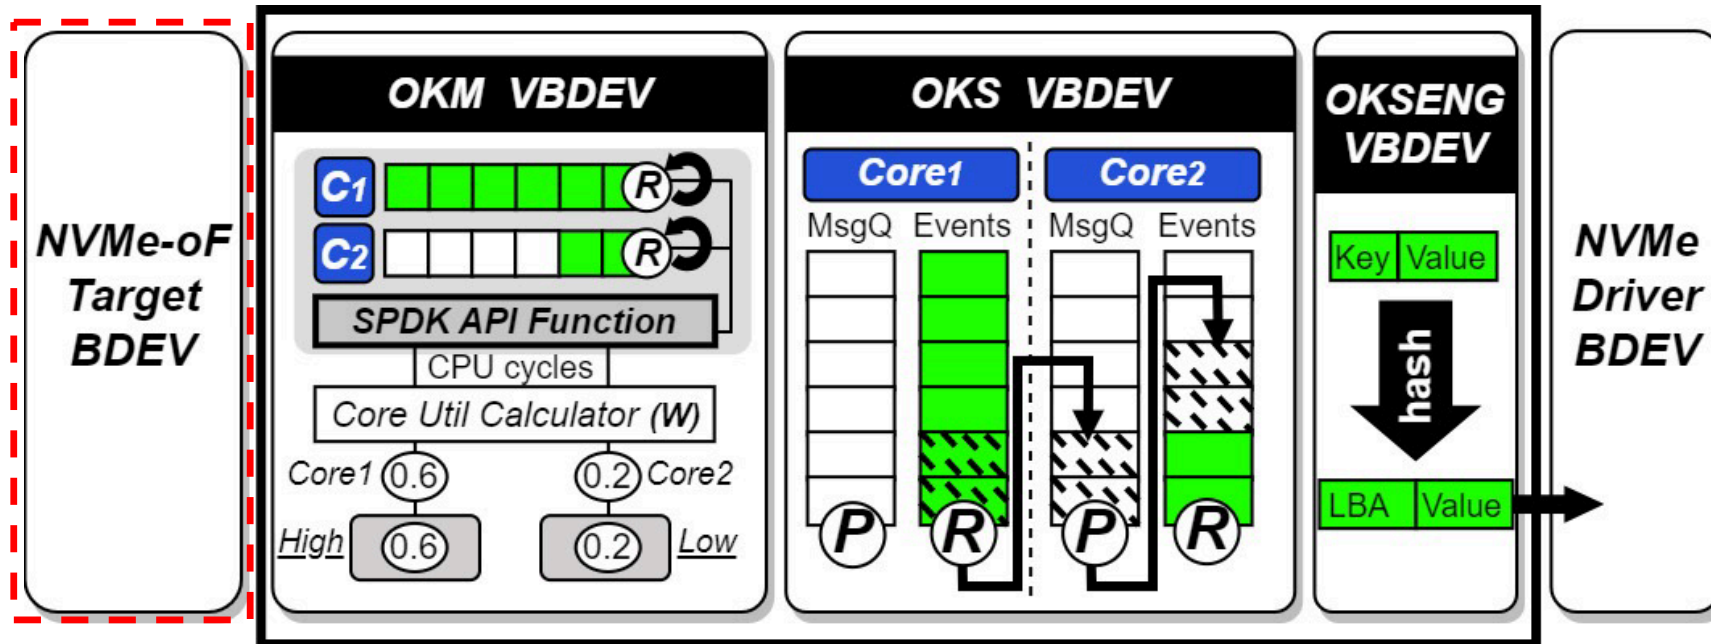 NVMe-oF
Target
BDEV
OKM VBDEV
C1
R
C2
R
SPDK API Function
CPU cycles
Core Util Calculator (W)
Core1 0.6 0.2 Core2
High 0.6 0.2 Low
OKS VBDEV
Core1 Core2
MsgQ Events MsgQ Events
P R P R
OKSENG
VBDEV
Key Value
hash
LBA Value
NVMe
Driver
BDEV